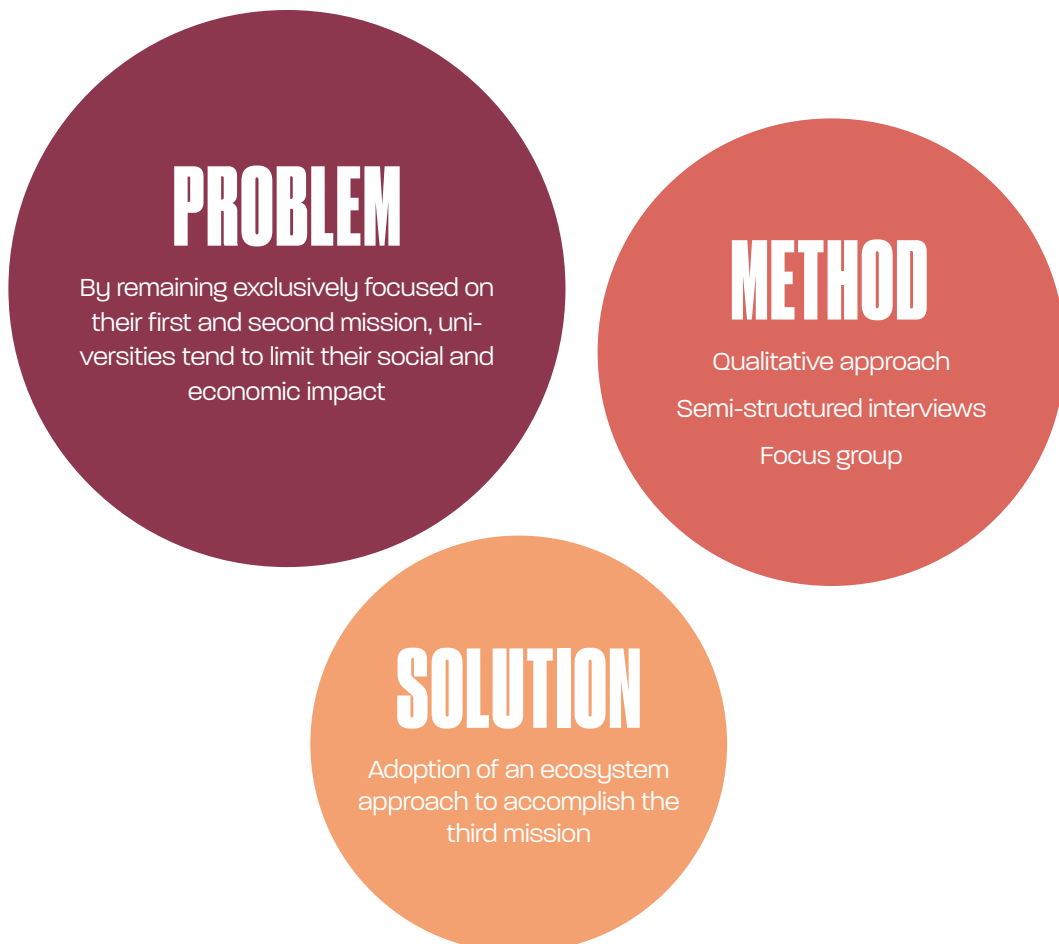 PROBLEM
By remaining exclusively focused on
their first and second mission, uni-
versities tend to limit their social and
economic impact
METHOD
Qualitative approach
Semi-structured interviews
Focus group
SOLUTION
Adoption of an ecosystem
approach to accomplish the
third mission